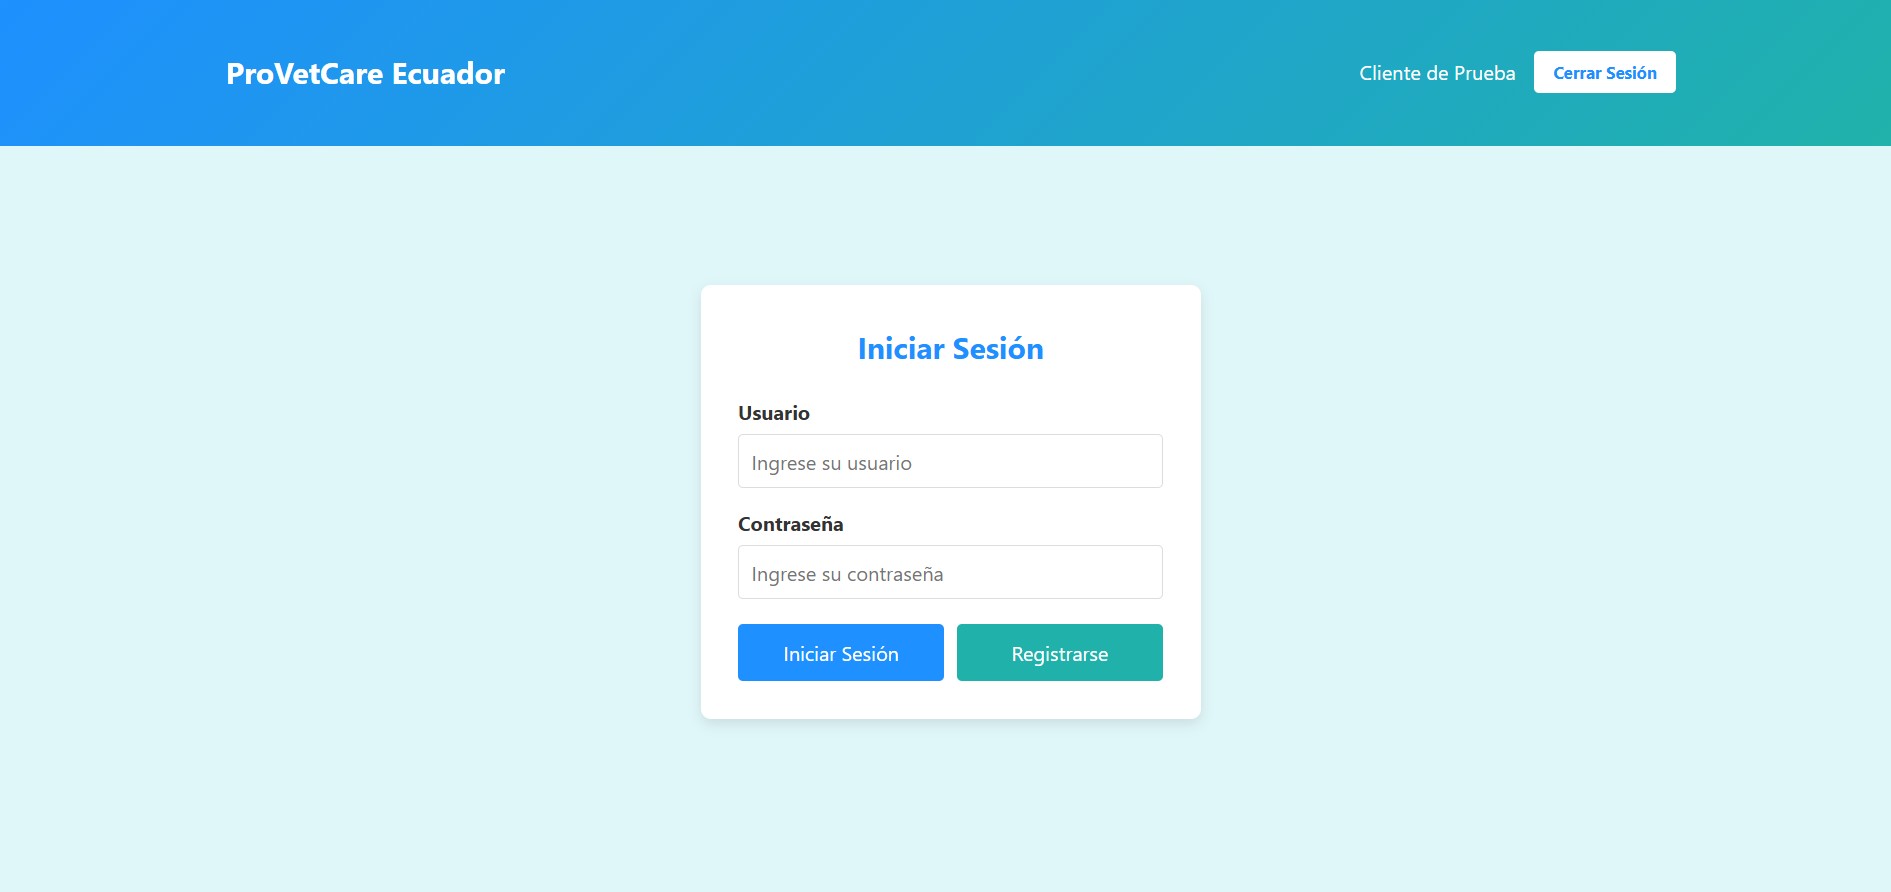 ProVetCare Ecuador
Cliente de Prueba
Cerrar Sesión
Iniciar Sesión
Usuario
Ingrese su usuario
Contraseña
Ingrese su contraseña
Iniciar Sesión
Registrarse